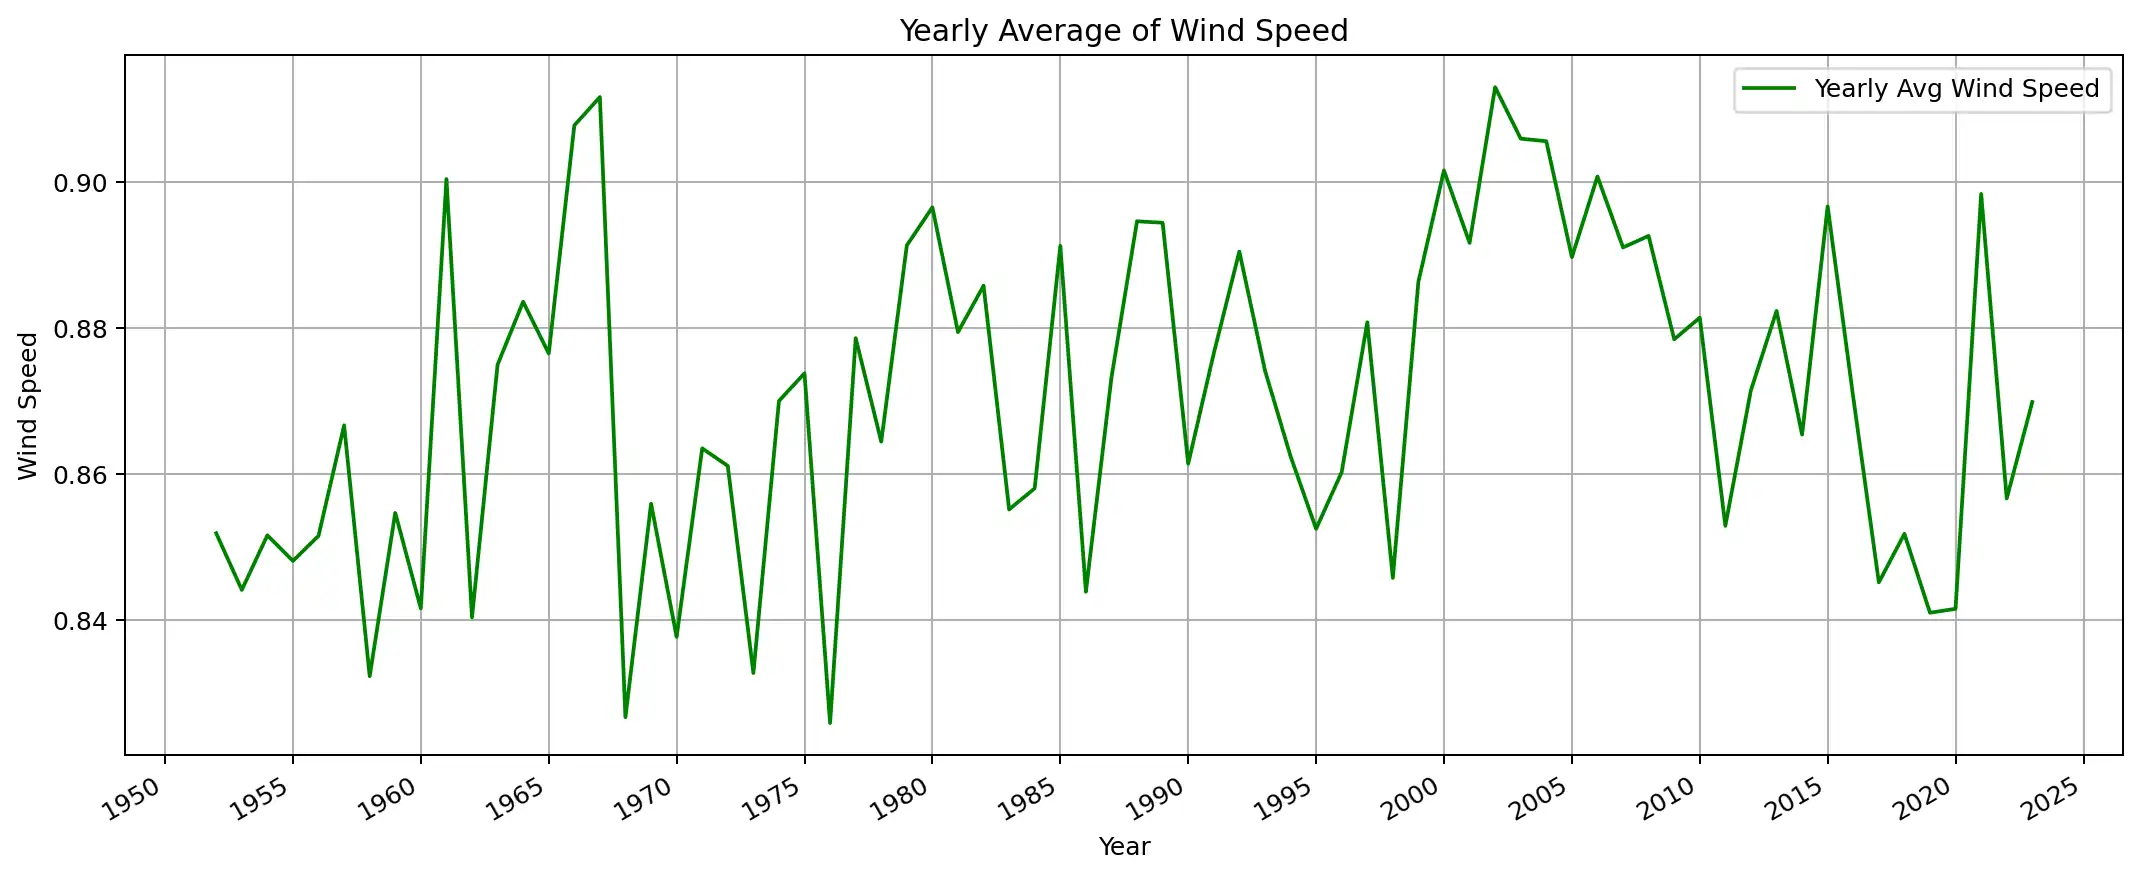 Yearly Average of Wind Speed
Yearly Avg Wind Speed
Wind Speed
0.90
0.88
0.86
0.84
1950 1955 1960 1965 1970 1975 1980 1985 1990 1995 2000 2005 2010 2015 2020 2025
Year